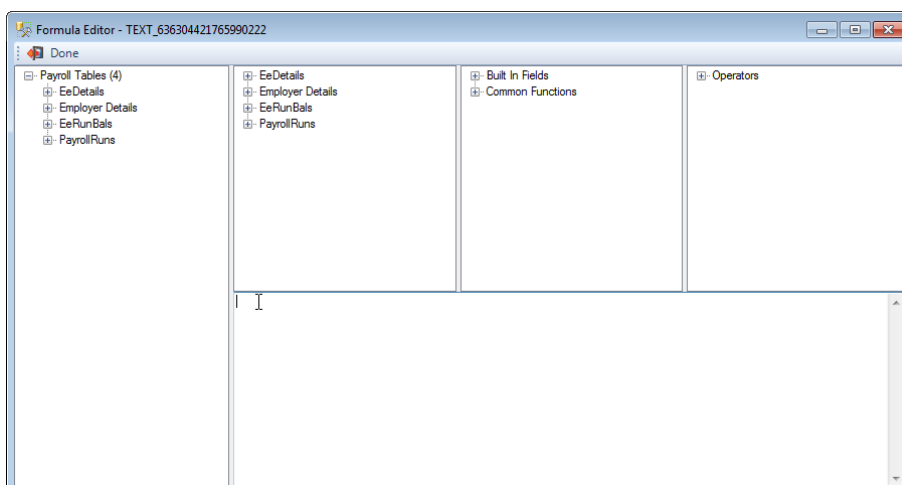 Formula Editor - TEXT_636304421765990222
Done
Payroll Tables (4)
EeDetails
Employer Details
EeRunBals
PayrollRuns
EeDetails
Employer Details
EeRunBals
PayrollRuns
Built In Fields
Common Functions
Operators